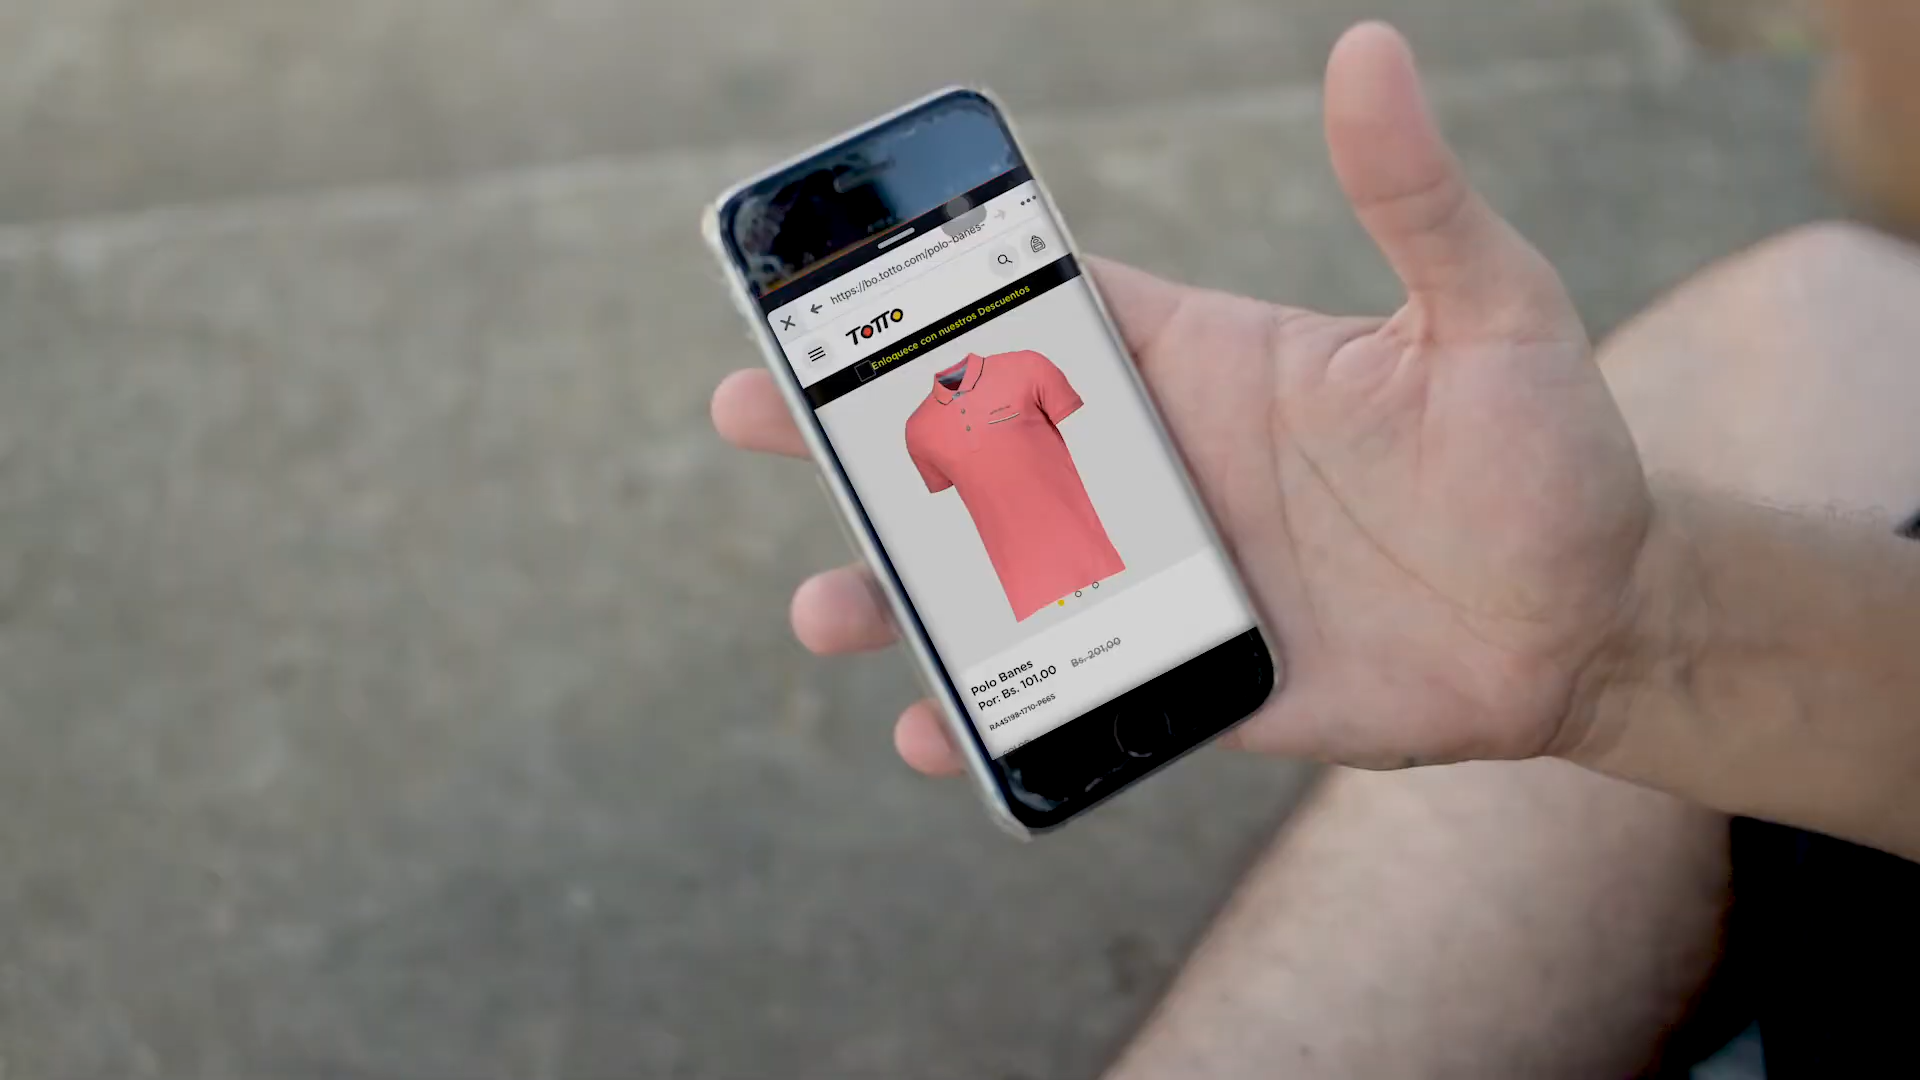 https://bo.totto.com/polo-banes-
TOTTO
Enloquece con nuestros Descuentos
Polo Banes
Por: Bs. 101,00 Bs. 201,00
RA45198-1710-P66S